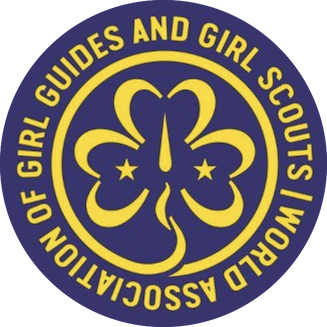 WORLD ASSOCIATION OF GIRL GUIDES AND GIRL SCOUTS |